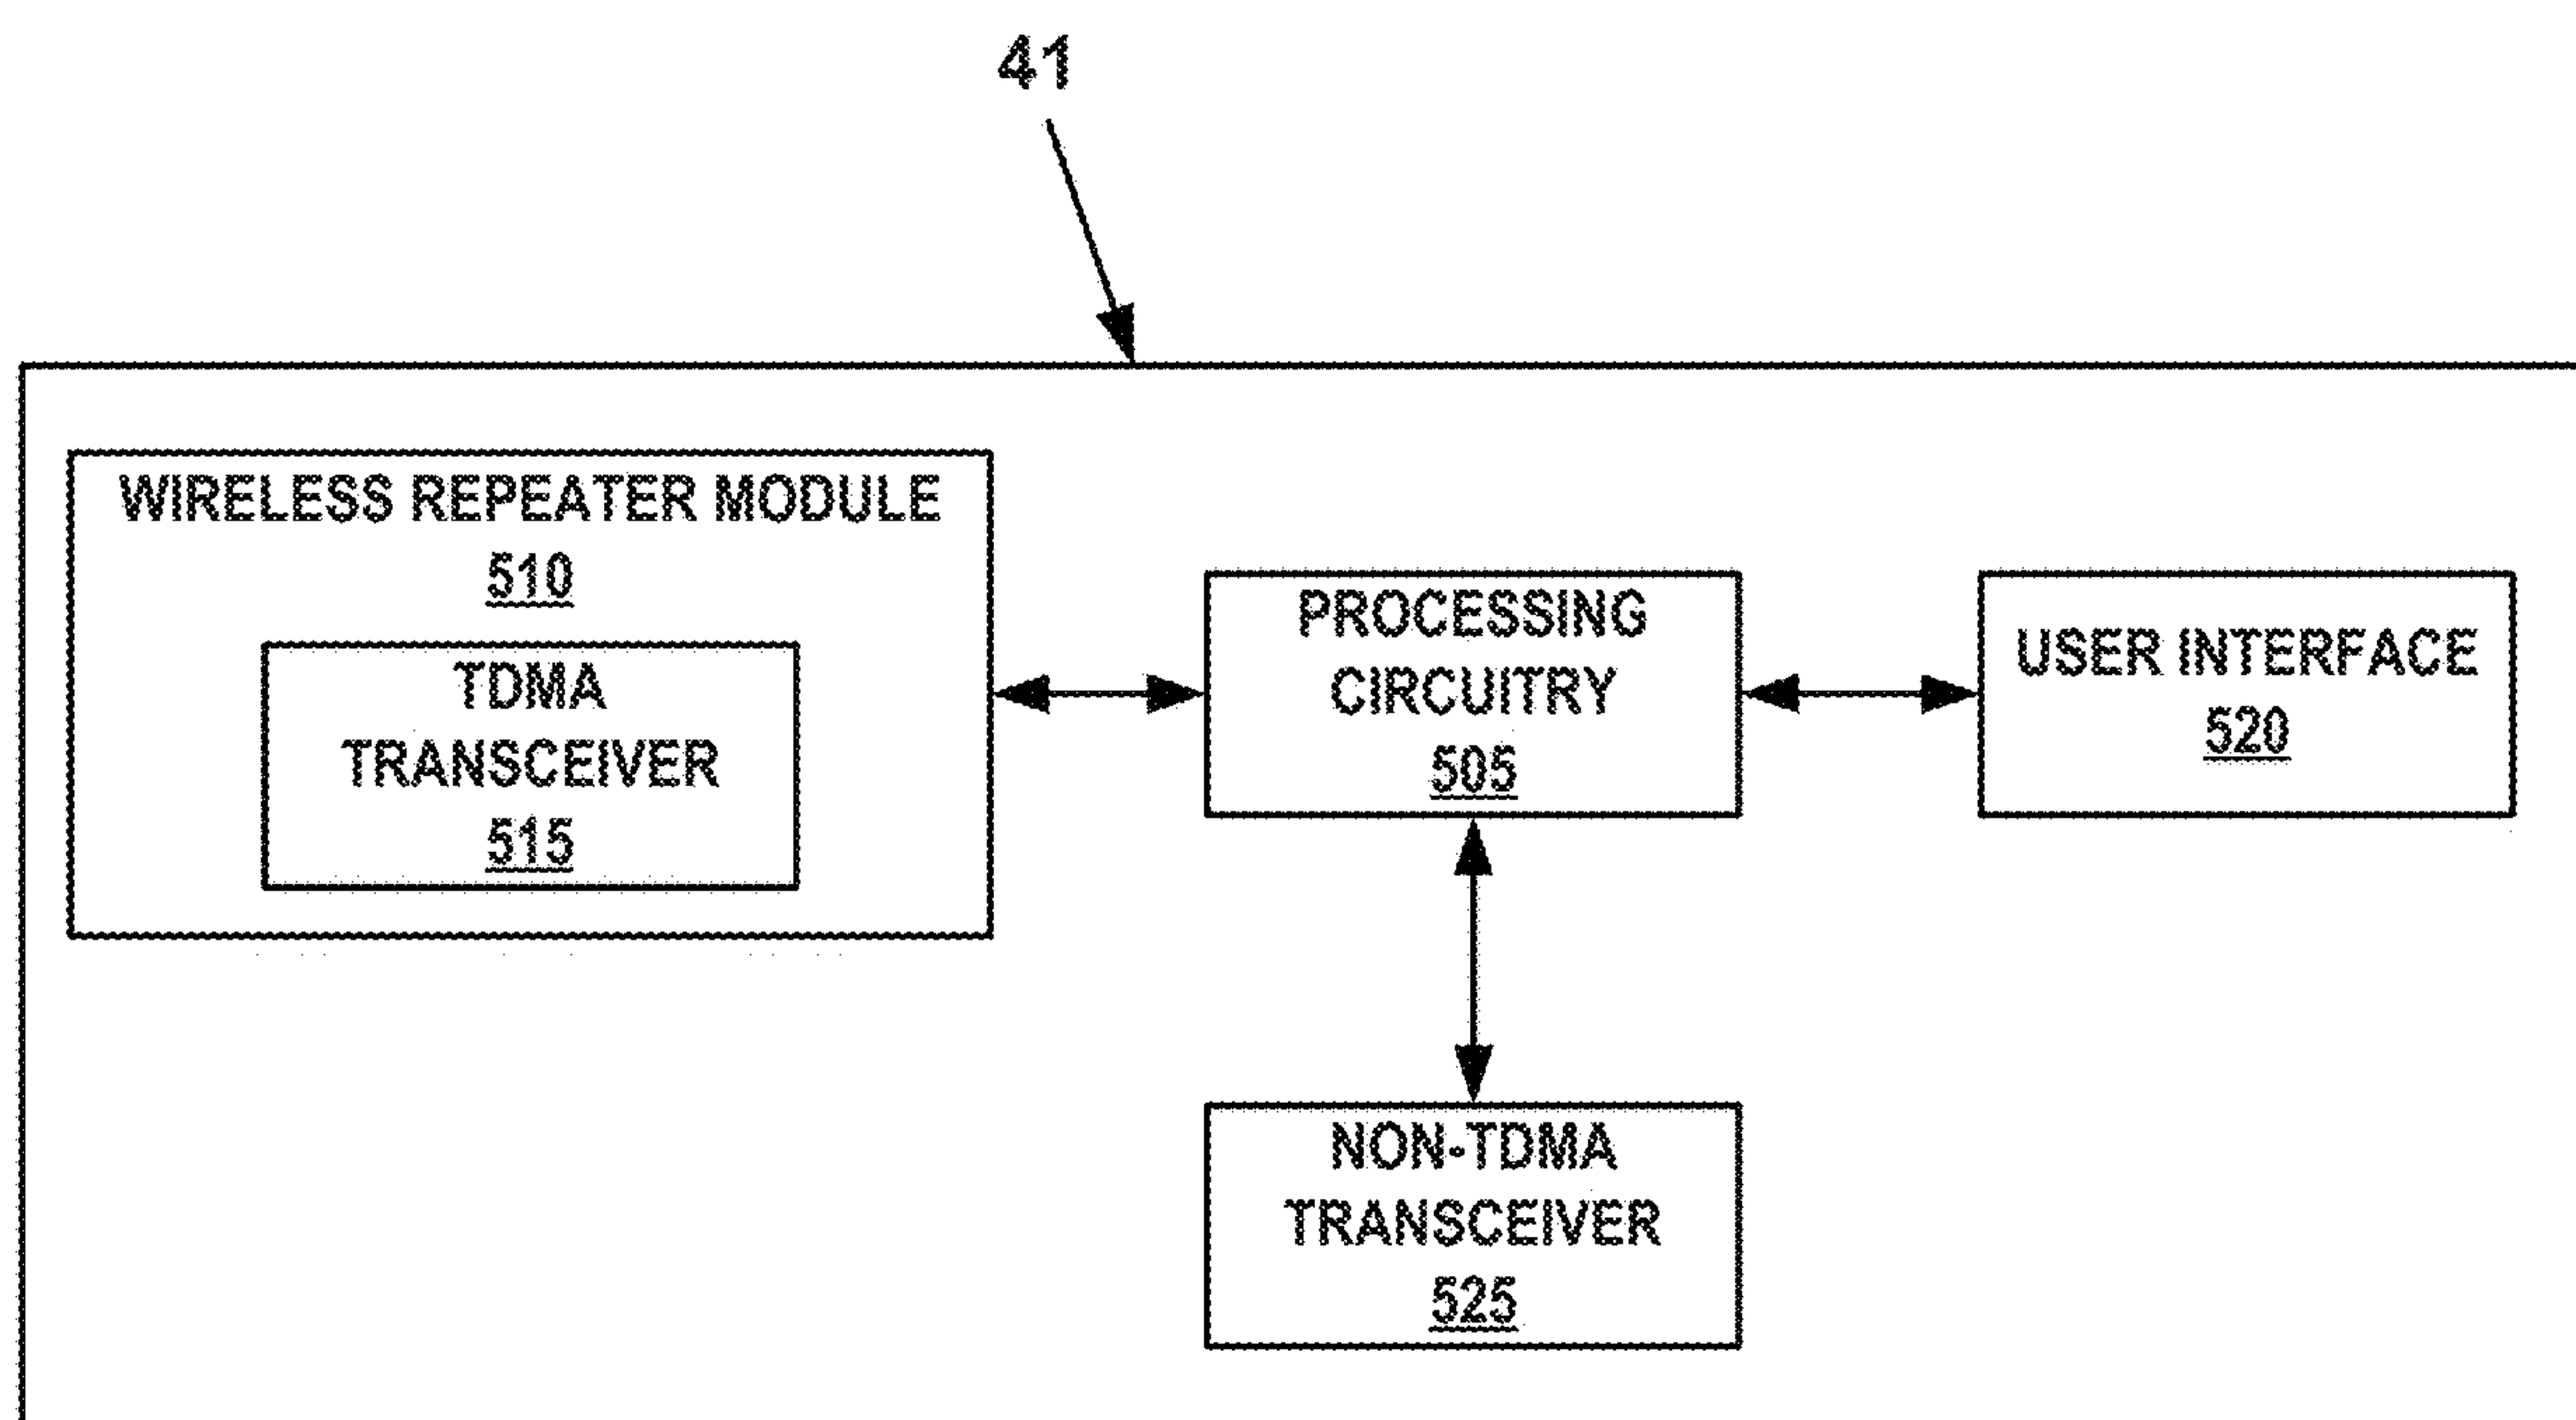 41
WIRELESS REPEATER MODULE
510
TDMA
TRANSCEIVER
515
PROCESSING
CIRCUITRY
505
USER INTERFACE
520
NON-TDMA
TRANSCEIVER
525